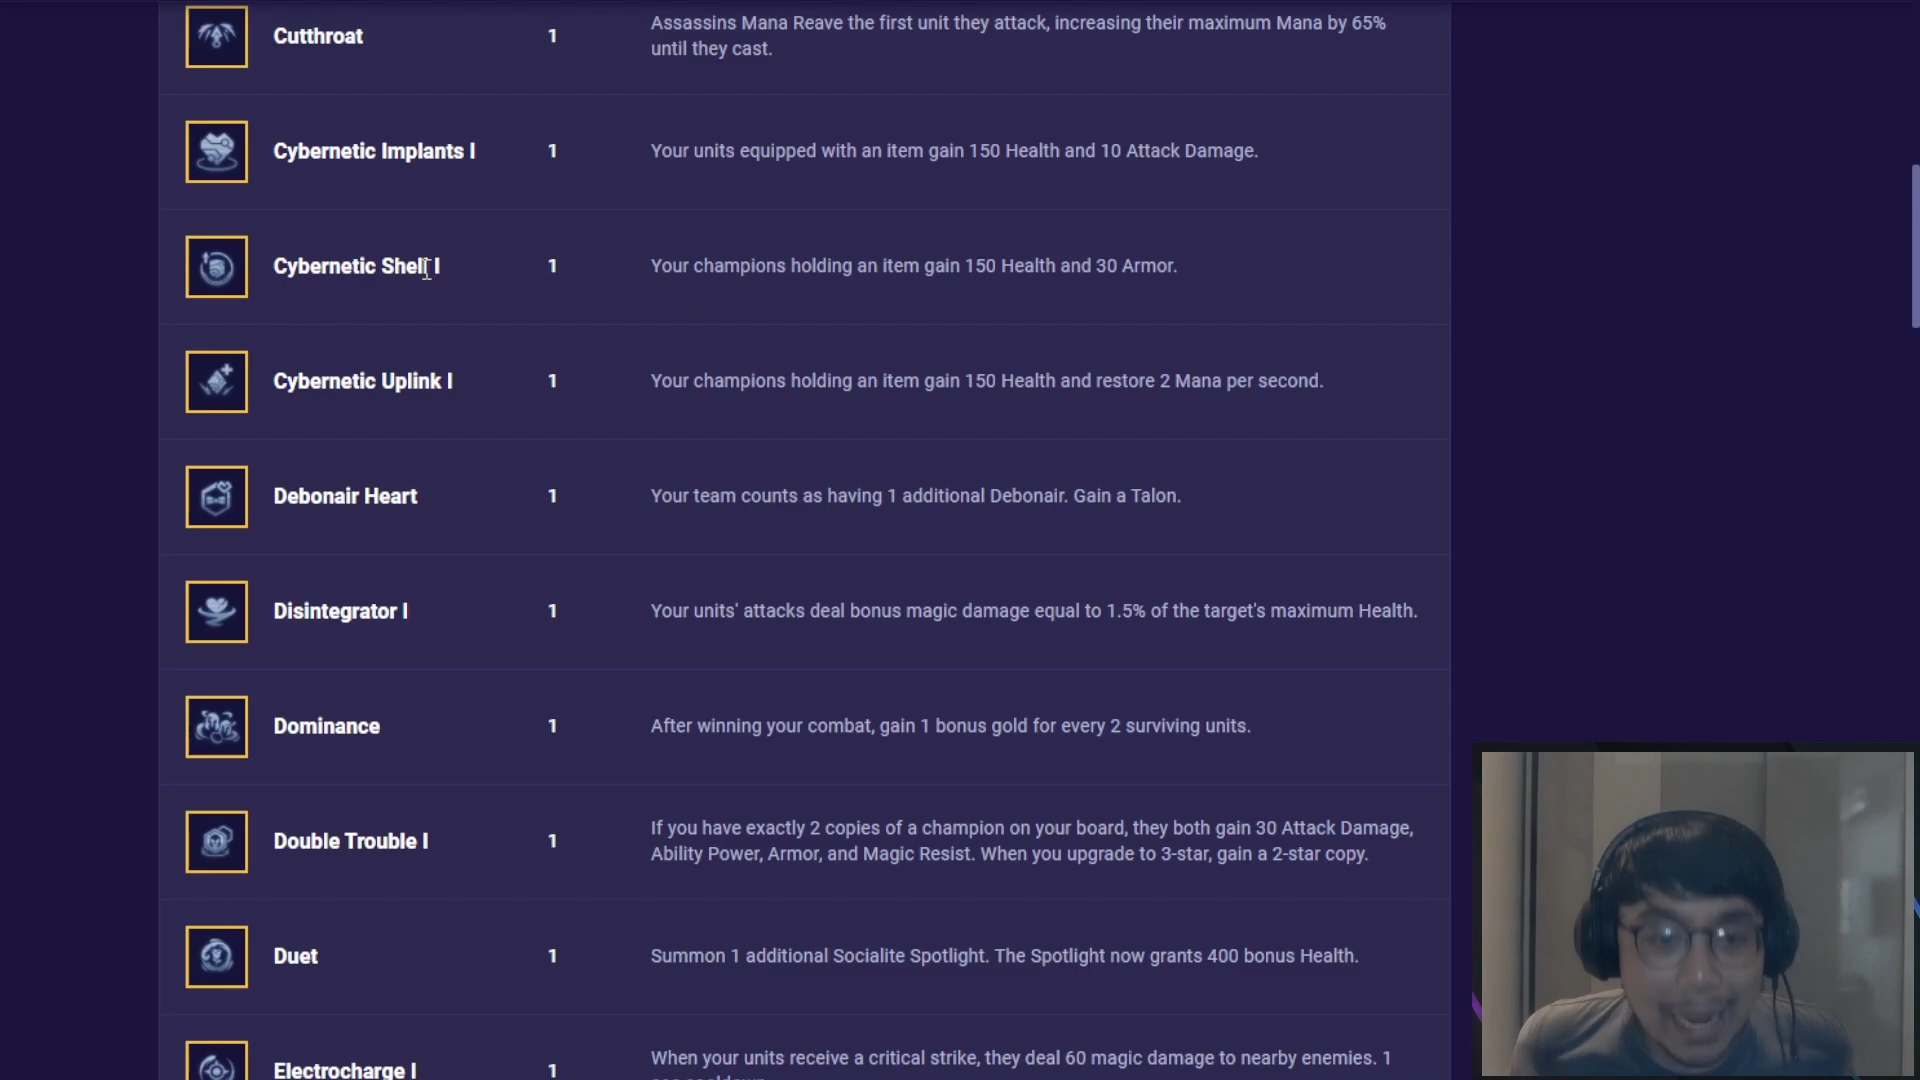 Cutthroat 1 Assassins Mana Reave the first unit they attack, increasing their maximum Mana by 65%
until they cast.
Cybernetic Implants I 1 Your units equipped with an item gain 150 Health and 10 Attack Damage.
Cybernetic Shell I 1 Your champions holding an item gain 150 Health and 30 Armor.
Cybernetic Uplink I 1 Your champions holding an item gain 150 Health and restore 2 Mana per second.
Debonair Heart 1 Your team counts as having 1 additional Debonair. Gain a Talon.
Disintegrator I 1 Your units' attacks deal bonus magic damage equal to 1.5% of the target's maximum Health.
Dominance 1 After winning your combat, gain 1 bonus gold for every 2 surviving units.
Double Trouble I 1 If you have exactly 2 copies of a champion on your board, they both gain 30 Attack Damage,
Ability Power, Armor, and Magic Resist. When you upgrade to 3-star, gain a 2-star copy.
Duet 1 Summon 1 additional Socialite Spotlight. The Spotlight now grants 400 bonus Health.
Electrocharge I 1 When your units receive a critical strike, they deal 60 magic damage to nearby enemies. 1